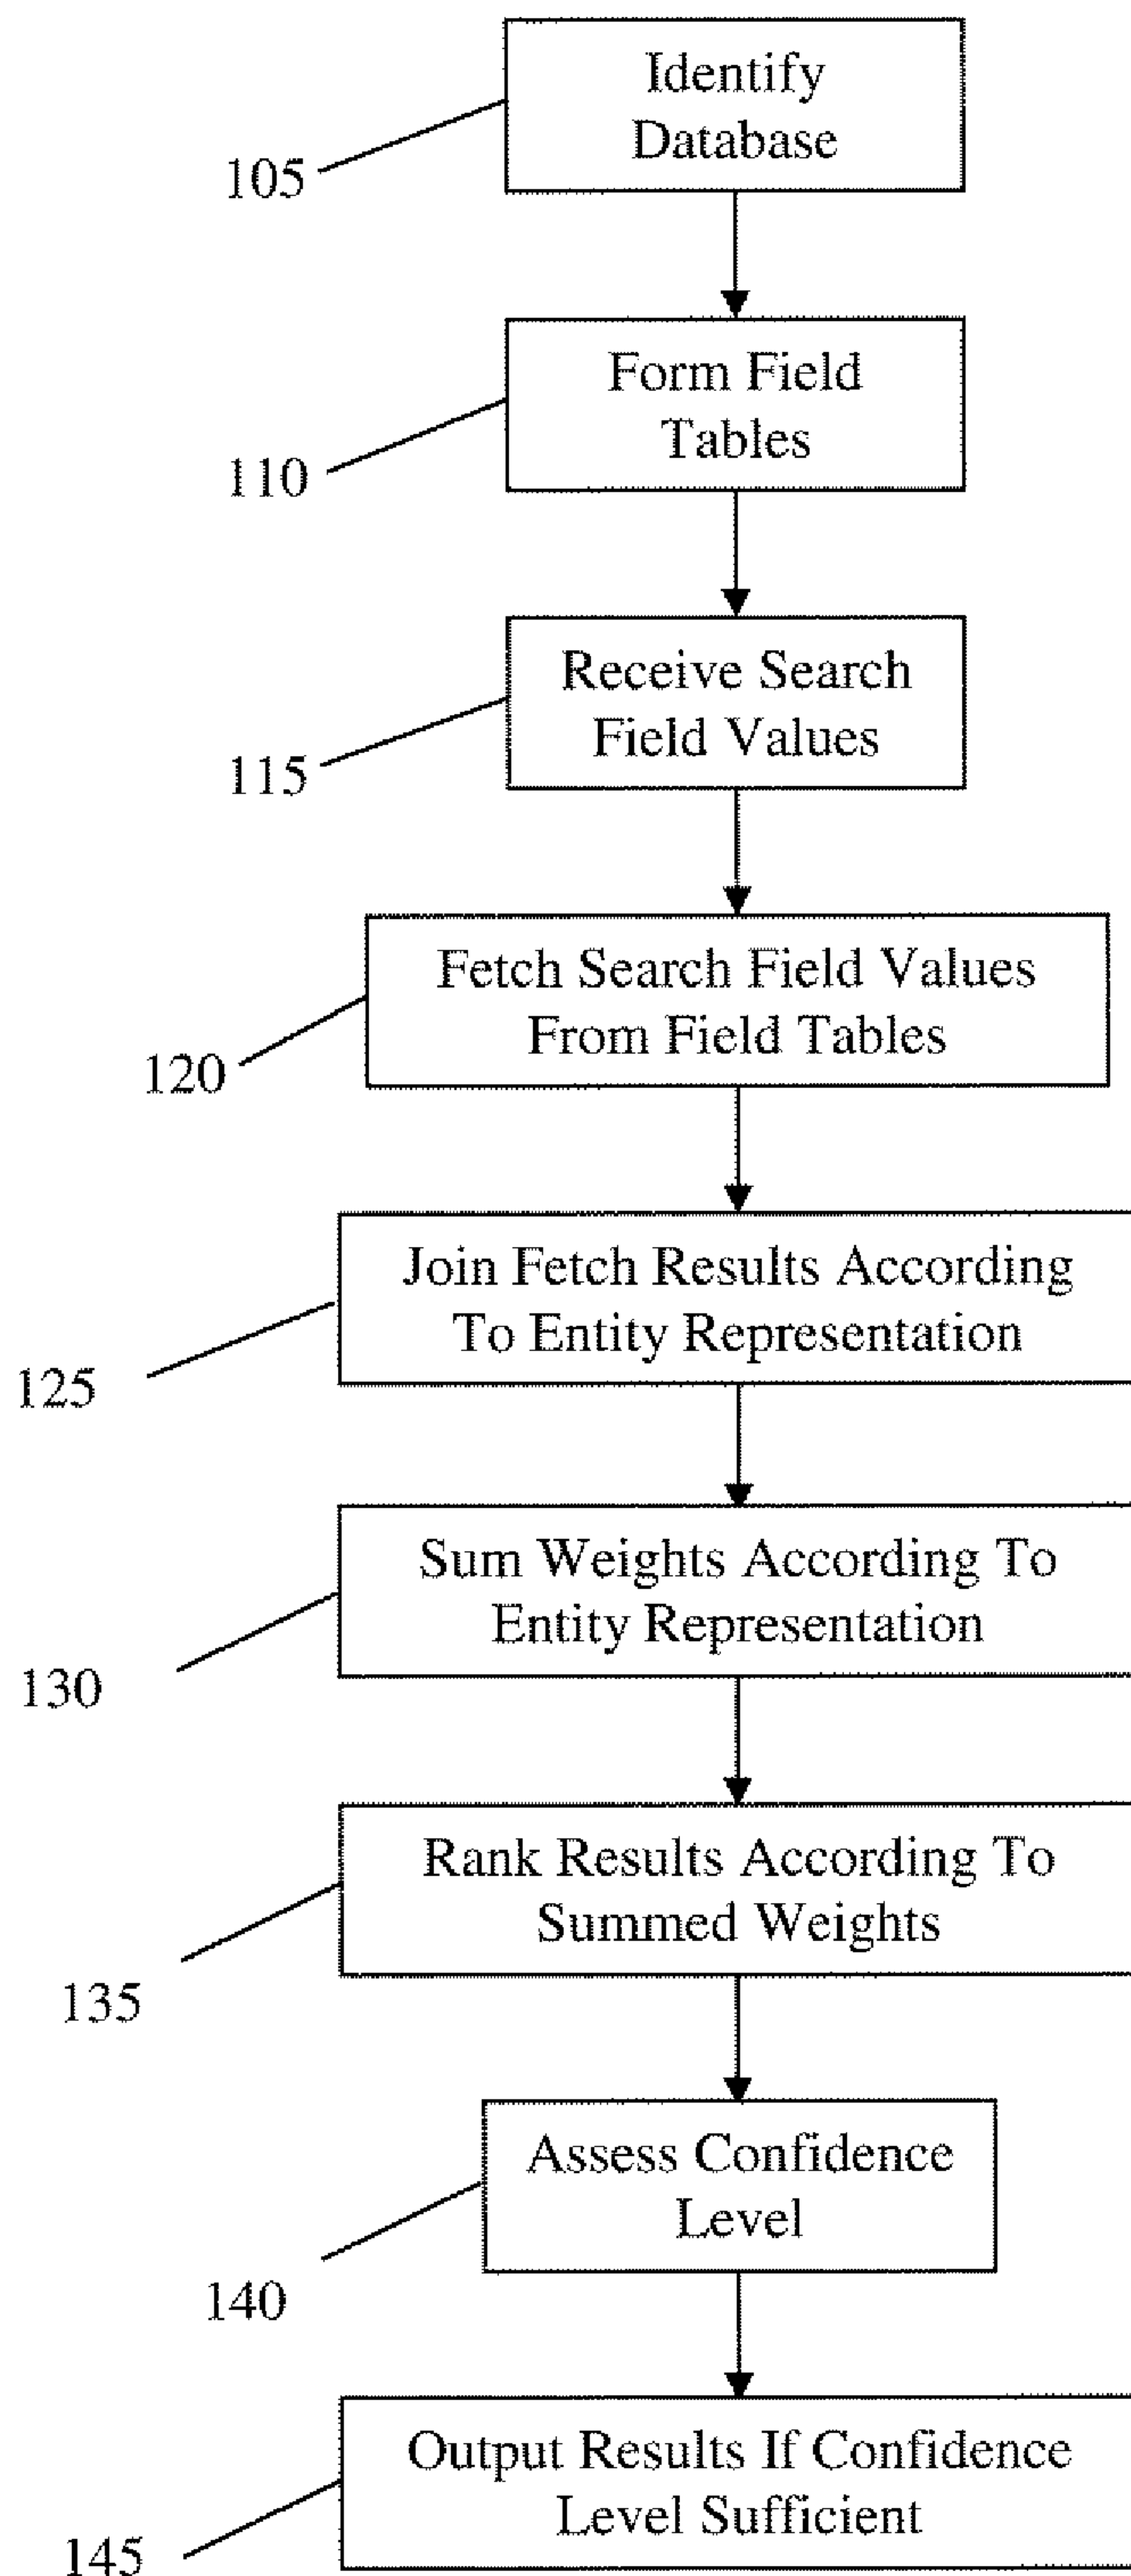 Identify
Database
105
Form Field
Tables
110
Receive Search
Field Values
115
Fetch Search Field Values
From Field Tables
120
Join Fetch Results According
To Entity Representation
125
Sum Weights According To
Entity Representation
130
Rank Results According To
Summed Weights
135
Assess Confidence
Level
140
Output Results If Confidence
Level Sufficient
145